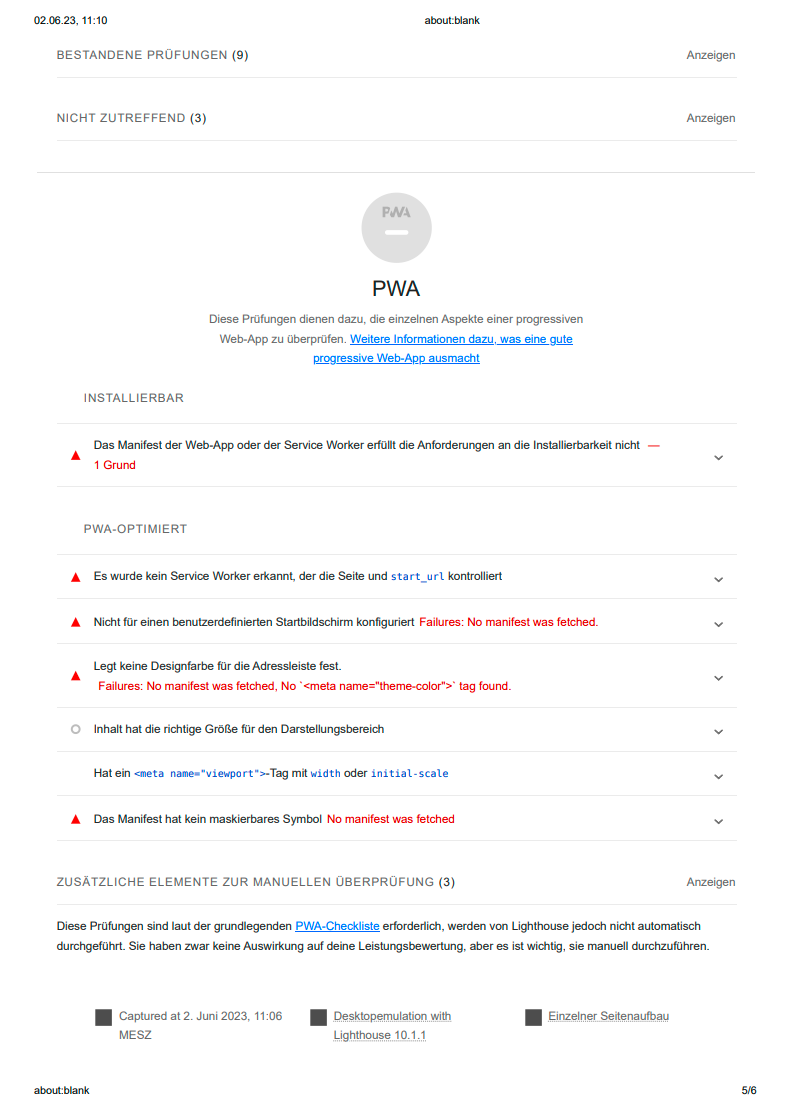 02.06.23, 11:10 about:blank
BESTANDENE PRÜFUNGEN (9) Anzeigen
NICHT ZUTREFFEND (3) Anzeigen
PWA
PWA
Diese Prüfungen dienen dazu, die einzelnen Aspekte einer progressiven
Web-App zu überprüfen. Weitere Informationen dazu, was eine gute
progressive Web-App ausmacht
INSTALLIERBAR
Das Manifest der Web-App oder der Service Worker erfüllt die Anforderungen an die Installierbarkeit nicht —
1 Grund
PWA-OPTIMIERT
Es wurde kein Service Worker erkannt, der die Seite und start_url kontrolliert
Nicht für einen benutzerdefinierten Startbildschirm konfiguriert Failures: No manifest was fetched.
Legt keine Designfarbe für die Adressleiste fest.
Failures: No manifest was fetched, No `<meta name="theme-color">` tag found.
Inhalt hat die richtige Größe für den Darstellungsbereich
Hat ein <meta name="viewport">-Tag mit width oder initial-scale
Das Manifest hat kein maskierbares Symbol No manifest was fetched
ZUSÄTZLICHE ELEMENTE ZUR MANUELLEN ÜBERPRÜFUNG (3) Anzeigen
Diese Prüfungen sind laut der grundlegenden PWA-Checkliste erforderlich, werden von Lighthouse jedoch nicht automatisch
durchgeführt. Sie haben zwar keine Auswirkung auf deine Leistungsbewertung, aber es ist wichtig, sie manuell durchzuführen.
Captured at 2. Juni 2023, 11:06 Desktopemulation with Einzelner Seitenaufbau
MESZ Lighthouse 10.1.1
about:blank 5/6